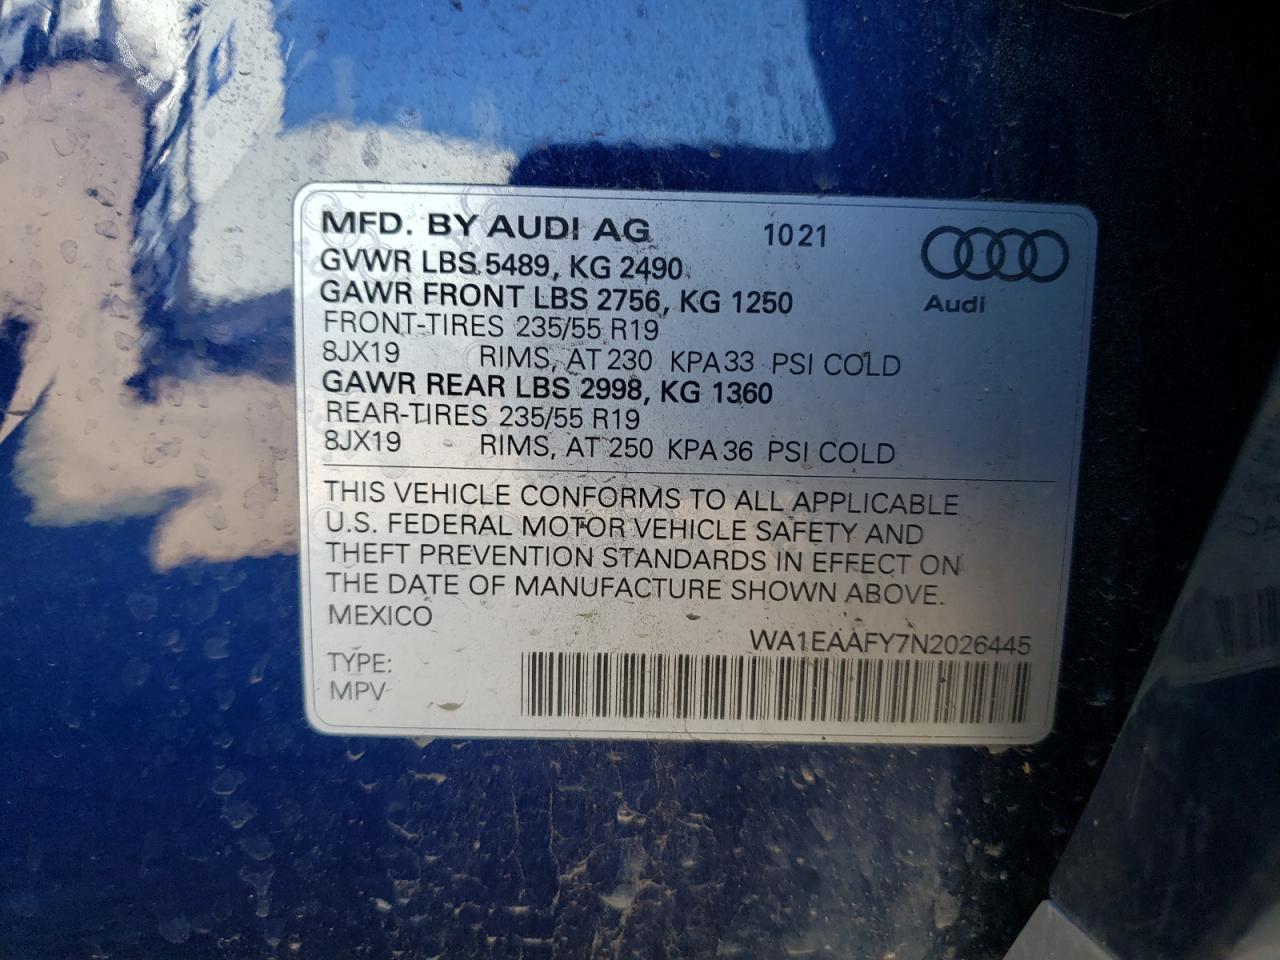 MFD. BY AUDI AG 10 21
GVWR LBS 5489, KG 2490
GAWR FRONT LBS 2756, KG 1250
FRONT-TIRES 235/55 R19
8JX19 RIMS, AT 230 KPA 33 PSI COLD
GAWR REAR LBS 2998, KG 1360
REAR-TIRES 235/55 R19
8JX19 RIMS, AT 250 KPA 36 PSI COLD
Audi
THIS VEHICLE CONFORMS TO ALL APPLICABLE
U.S. FEDERAL MOTOR VEHICLE SAFETY AND
THEFT PREVENTION STANDARDS IN EFFECT ON
THE DATE OF MANUFACTURE SHOWN ABOVE.
MEXICO
WA1EAAFY7N2026445
TYPE:
MPV